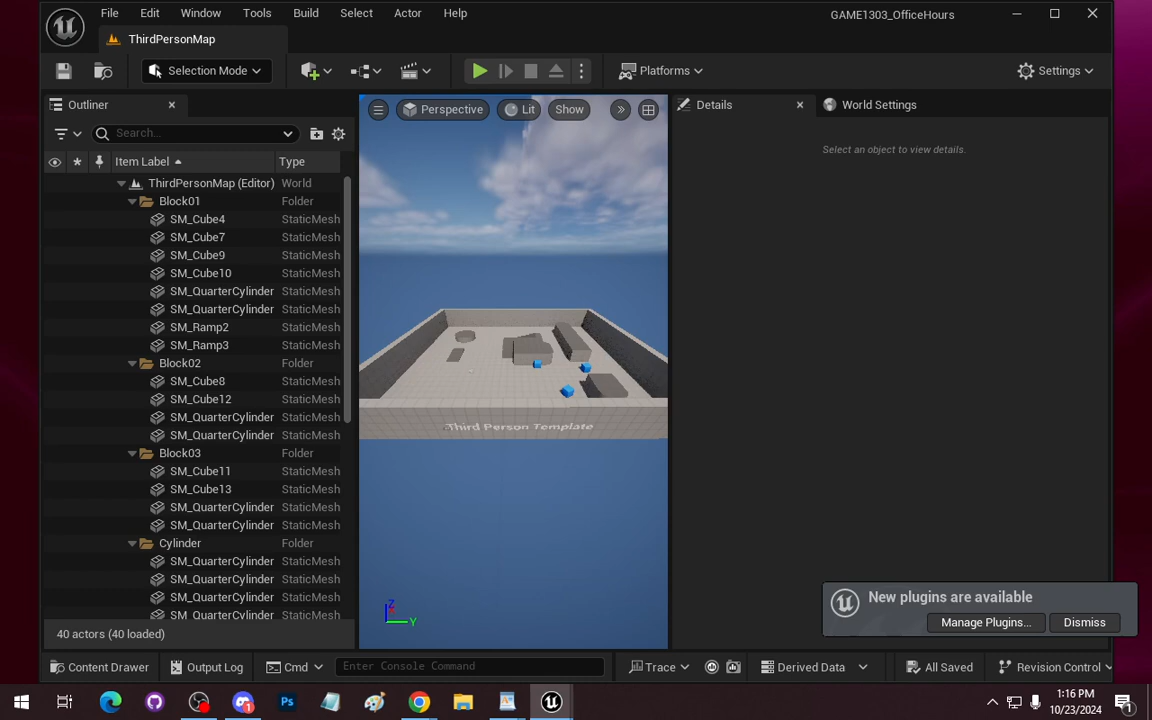 File Edit Window Tools Build Select Actor Help GAME1303_OfficeHours
ThirdPersonMap
Selection Mode Platforms Settings
Outliner
Perspective Lit Show
Details World Settings
Search...
Item Label Type
Select an object to view details.
ThirdPersonMap (Editor) World
Block01 Folder
SM_Cube4 StaticMesh
SM_Cube7 StaticMesh
SM_Cube9 StaticMesh
SM_Cube10 StaticMesh
SM_QuarterCylinder StaticMesh
SM_QuarterCylinder StaticMesh
SM_Ramp2 StaticMesh
SM_Ramp3 StaticMesh
Block02 Folder
SM_Cube8 StaticMesh
SM_Cube12 StaticMesh
SM_QuarterCylinder StaticMesh
SM_QuarterCylinder StaticMesh
Block03 Folder
SM_Cube11 StaticMesh
SM_Cube13 StaticMesh
SM_QuarterCylinder StaticMesh
SM_QuarterCylinder StaticMesh
Cylinder Folder
SM_QuarterCylinder StaticMesh
SM_QuarterCylinder StaticMesh
SM_QuarterCylinder StaticMesh
SM_QuarterCylinder StaticMesh
40 actors (40 loaded)
Third Person Template
Z
Y
New plugins are available
Manage Plugins... Dismiss
Content Drawer Output Log Cmd Enter Console Command Trace Derived Data All Saved Revision Control
Ps
1:16 PM
10/23/2024
1